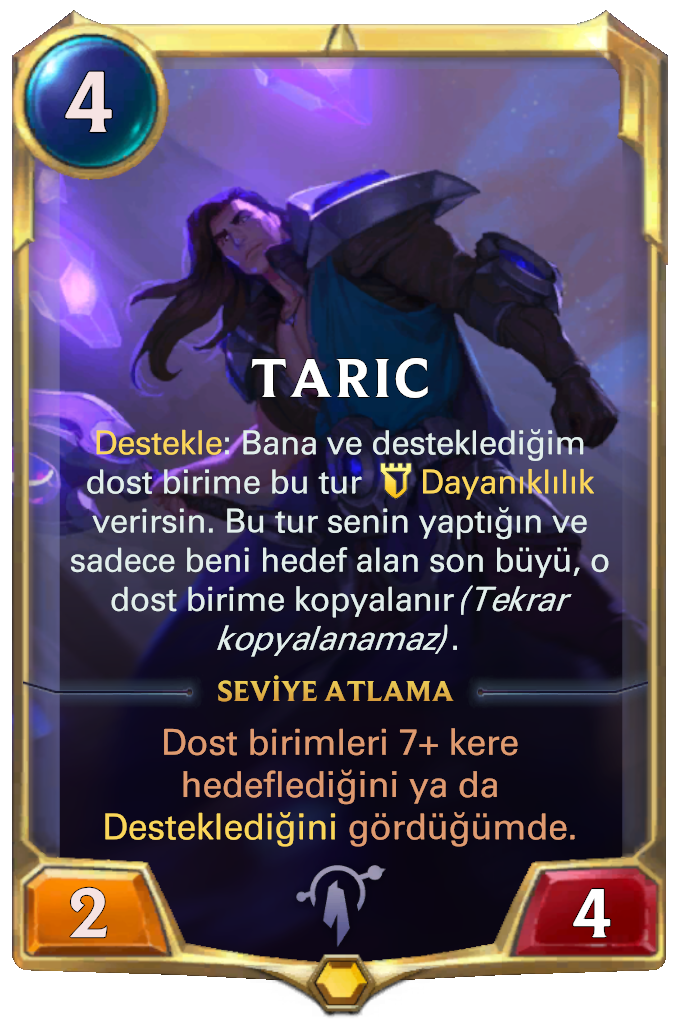 4
TARIC
Destekle: Bana ve desteklediğim
dost birime bu tur Dayanıklılık
verirsin. Bu tur senin yaptığın ve
sadece beni hedef alan son büyü, o
dost birime kopyalanır (Tekrar
kopyalanamaz).
SEVİYE ATLAMA
Dost birimleri 7+ kere
hedeflediğini ya da
Desteklediğini gördüğümde.
2
4